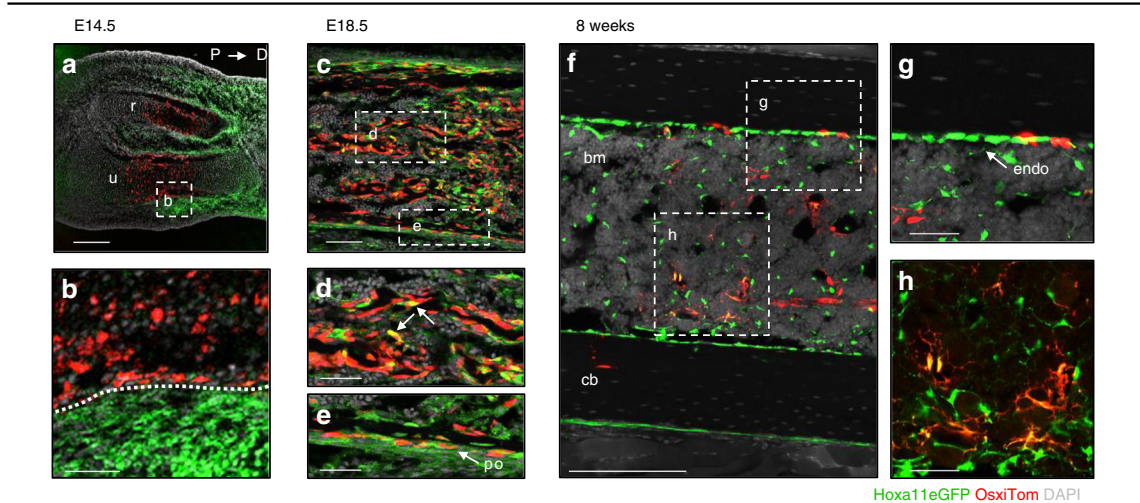 E14.5
E18.5
8 weeks
a
P → D
r
u
b
b
c
d
e
d
e
po
f
g
bm
h
cb
g
endo
h
Hoxa11eGFP OsxiTom DAPI